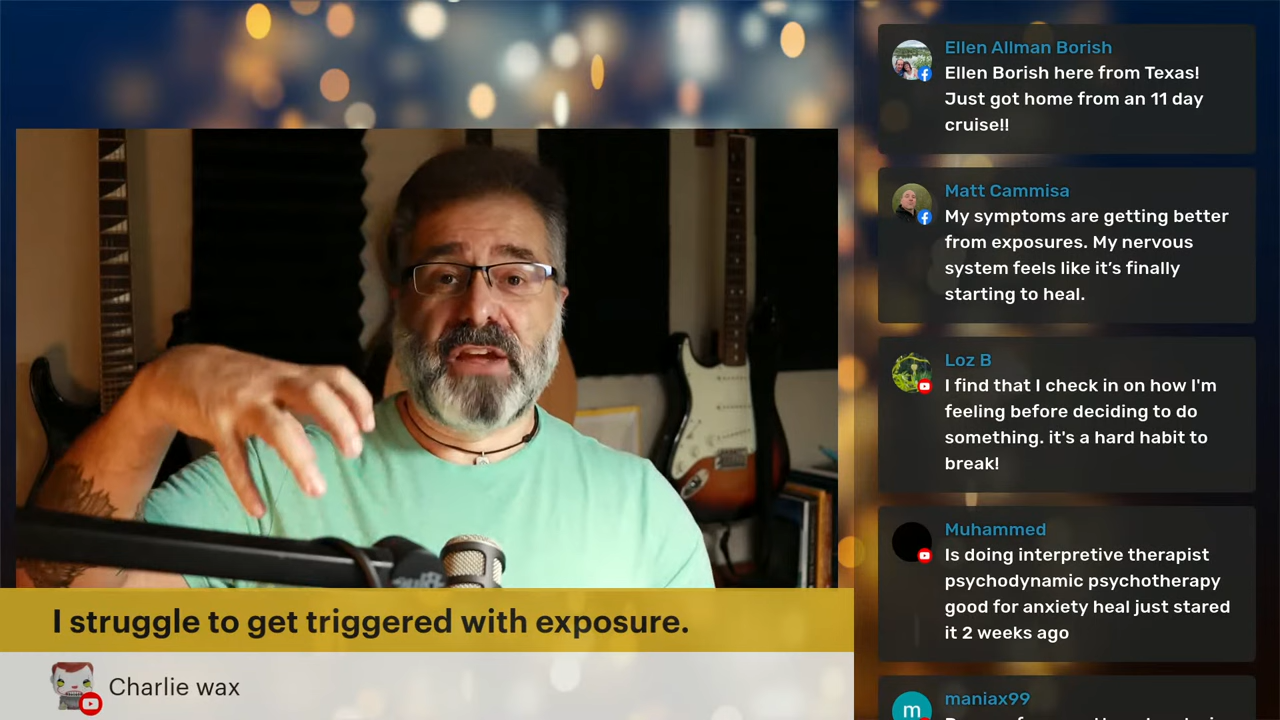 I struggle to get triggered with exposure.
Charlie wax
Ellen Allman Borish
Ellen Borish here from Texas!
Just got home from an 11 day
cruise!!
Matt Cammisa
My symptoms are getting better
from exposures. My nervous
system feels like it’s finally
starting to heal.
Loz B
I find that I check in on how I'm
feeling before deciding to do
something. it's a hard habit to
break!
Muhammed
Is doing interpretive therapist
psychodynamic psychotherapy
good for anxiety heal just stared
it 2 weeks ago
m
maniax99